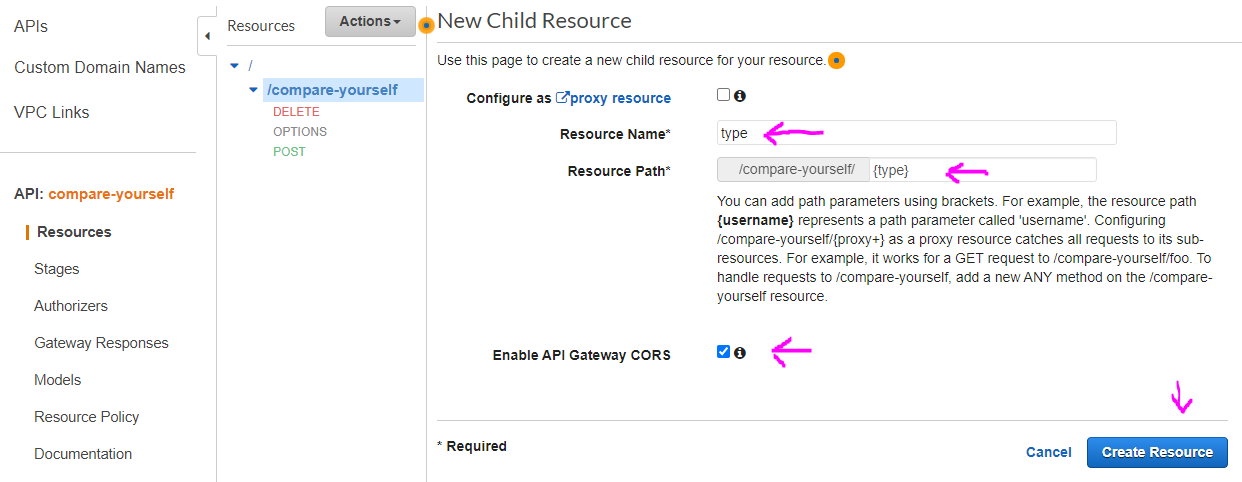 APIs
Custom Domain Names
VPC Links
API: compare-yourself
Resources
Stages
Authorizers
Gateway Responses
Models
Resource Policy
Documentation
Resources
Actions
/
/compare-yourself
DELETE
OPTIONS
POST
New Child Resource
Use this page to create a new child resource for your resource.
Configure as proxy resource
Resource Name*
type
Resource Path*
/compare-yourself/ {type}
You can add path parameters using brackets. For example, the resource path
{username} represents a path parameter called 'username'. Configuring
/compare-yourself/{proxy+} as a proxy resource catches all requests to its sub-
resources. For example, it works for a GET request to /compare-yourself/foo. To
handle requests to /compare-yourself, add a new ANY method on the /compare-
yourself resource.
Enable API Gateway CORS
* Required
Cancel
Create Resource